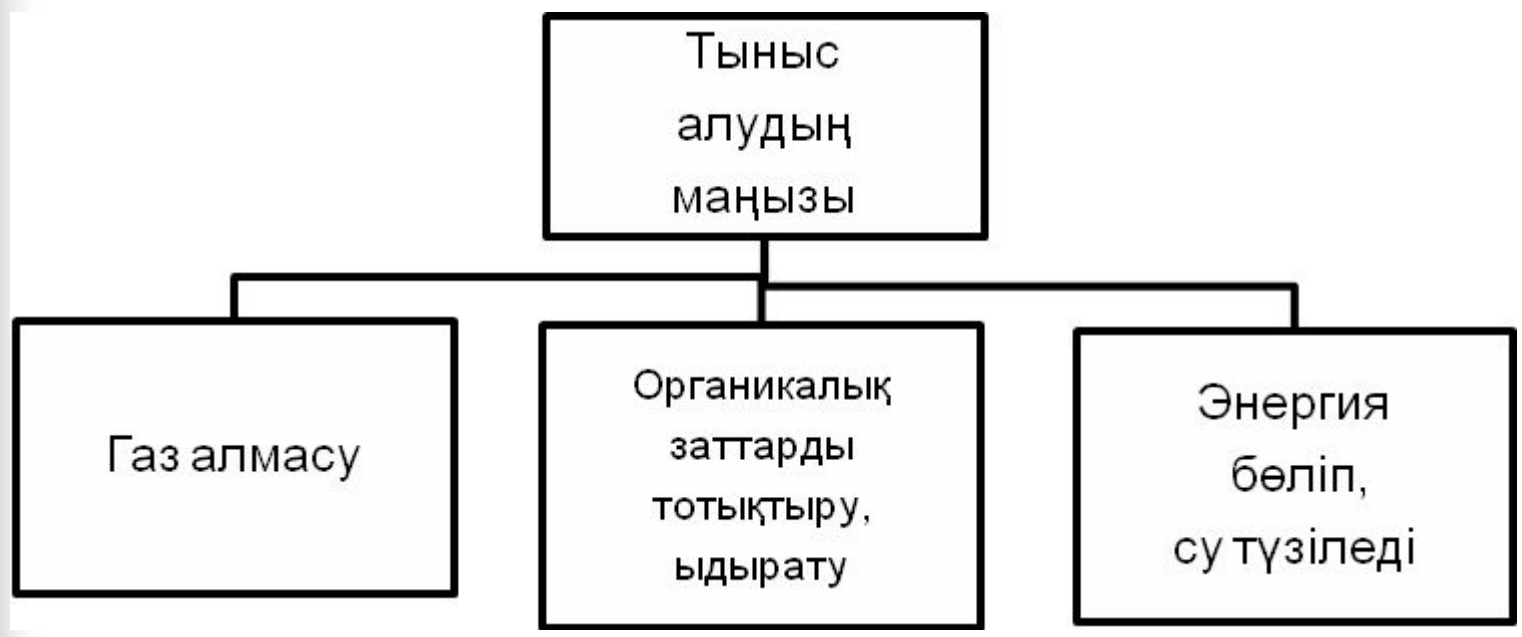 Тыныс
алудың
маңызы
Газ алмасу
Органикалық
заттарды
тотықтыру,
ыдырату
Энергия
бөліп,
су түзіледі